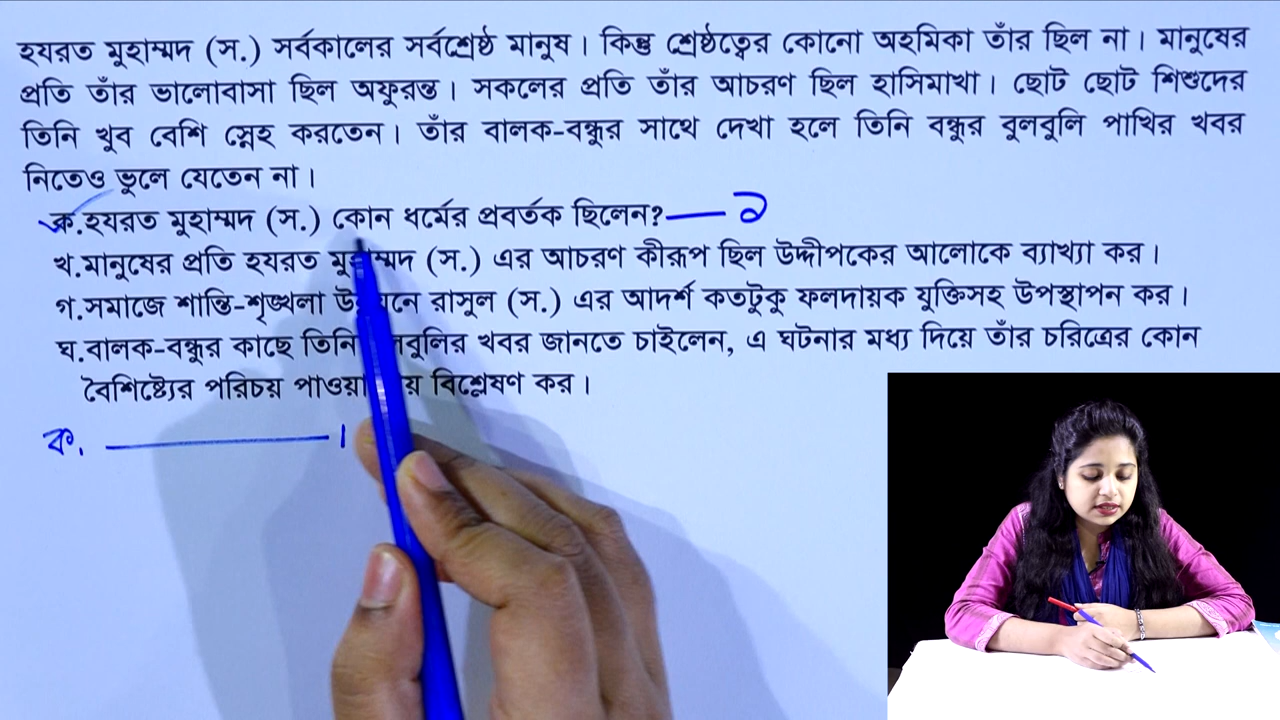 হযরত মুহাম্মদ (স.) সর্বকালের সর্বশ্রেষ্ঠ মানুষ। কিন্তু শ্রেষ্ঠত্বের কোনো অহমিকা তাঁর ছিল না। মানুষের
প্রতি তাঁর ভালোবাসা ছিল অফুরন্ত। সকলের প্রতি তাঁর আচরণ ছিল হাসিমাখা। ছোট ছোট শিশুদের
তিনি খুব বেশি স্নেহ করতেন। তাঁর বালক-বন্ধুর সাথে দেখা হলে তিনি বন্ধুর বুলবুলি পাখির খবর
নিতেও ভুলে যেতেন না।
ক.হযরত মুহাম্মদ (স.) কোন ধর্মের প্রবর্তক ছিলেন? — ১
খ.মানুষের প্রতি হযরত মুহাম্মদ (স.) এর আচরণ কীরূপ ছিল উদ্দীপকের আলোকে ব্যাখ্যা কর।
গ.সমাজে শান্তি-শৃঙ্খলা রাসুল (স.) এর আদর্শ কতটুকু ফলদায়ক যুক্তিসহ উপস্থাপন কর।
ঘ.বালক-বন্ধুর কাছে তিনি খবর জানতে চাইলেন, এ ঘটনার মধ্য দিয়ে তাঁর চরিত্রের কোন
বৈশিষ্ট্যের পরিচয় বিশ্লেষণ কর।
ক. ————।